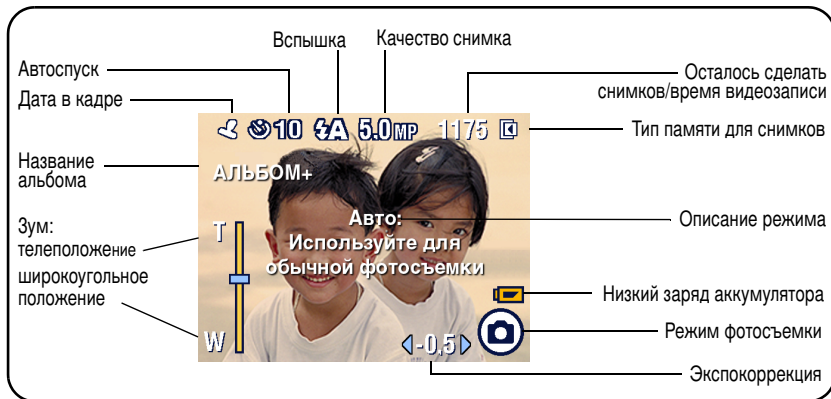 Вспышка
Качество снимка
Автоспуск
Дата в кадре
Осталось сделать
снимков/время видеозаписи
Тип памяти для снимков
10 A 5.0 MP 1175
Название
альбома
АЛЬБОМ+
Зум:
телеположение
широкоугольное
положение
T
W
Авто:
Используйте для
обычной фотосъемки
Описание режима
Низкий заряд аккумулятора
Режим фотосъемки
-0,5
Экспокоррекция